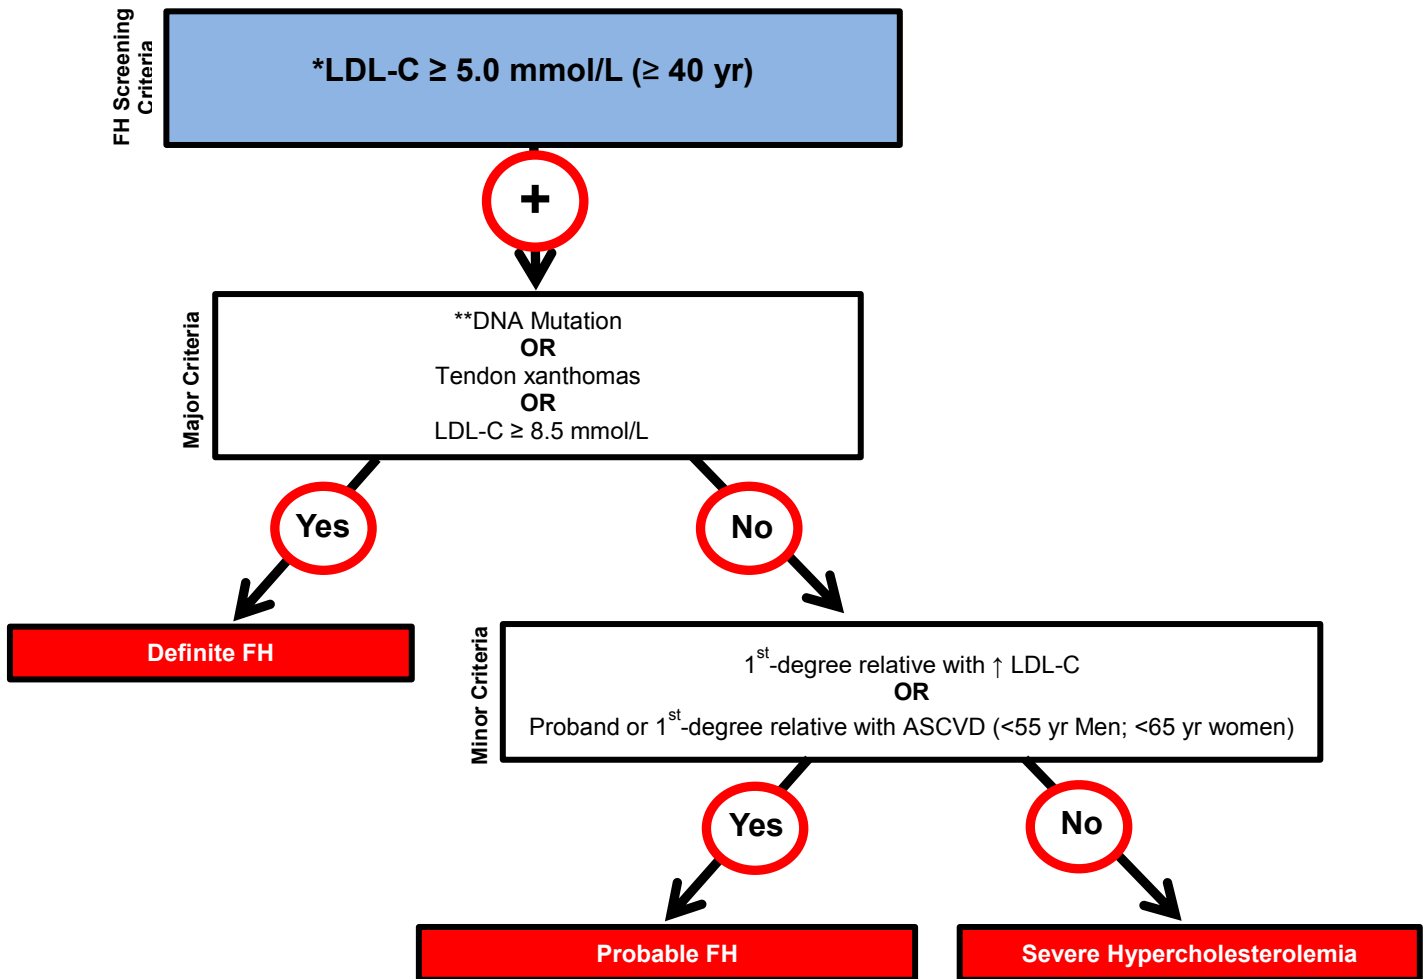 FH Screening
Criteria
*LDL-C ≥ 5.0 mmol/L (≥ 40 yr)
+
Major Criteria
**DNA Mutation
OR
Tendon xanthomas
OR
LDL-C ≥ 8.5 mmol/L
Yes
No
Definite FH
Minor Criteria
1st-degree relative with ↑ LDL-C
OR
Proband or 1st-degree relative with ASCVD (<55 yr Men; <65 yr women)
Yes
No
Probable FH
Severe Hypercholesterolemia